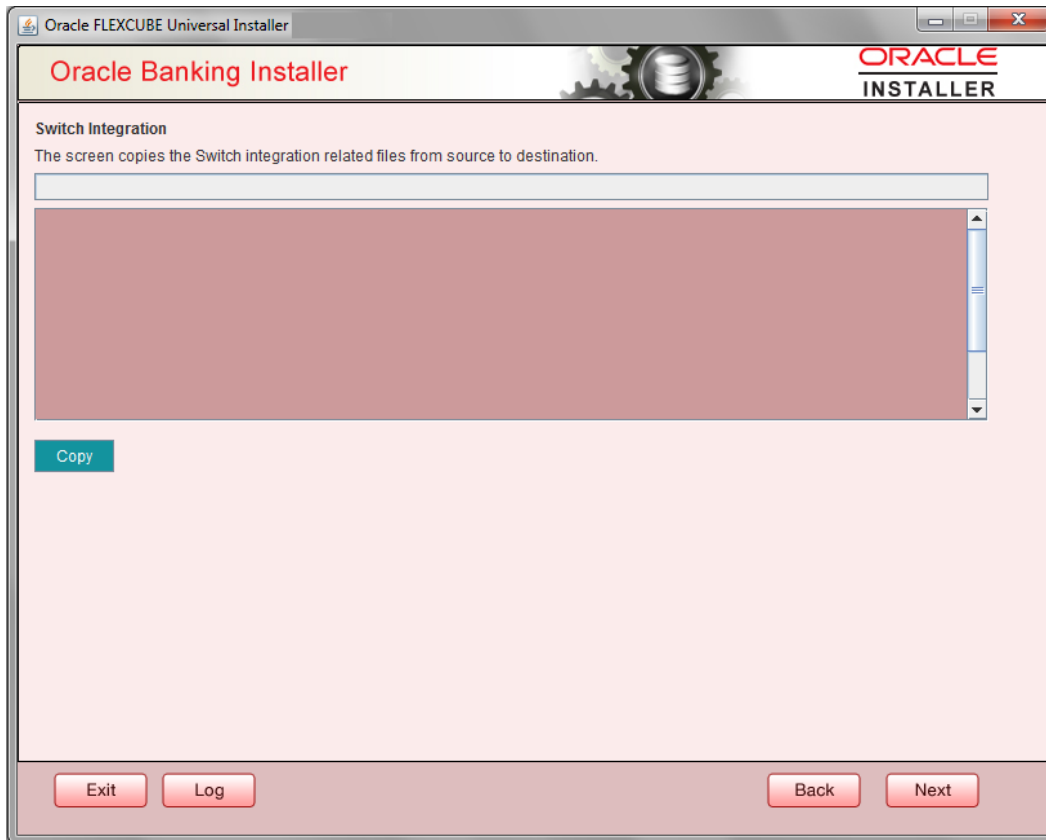 Oracle FLEXCUBE Universal Installer
Oracle Banking Installer
ORACLE
INSTALLER
Switch Integration
The screen copies the Switch integration related files from source to destination.
Copy
Exit Log Back Next